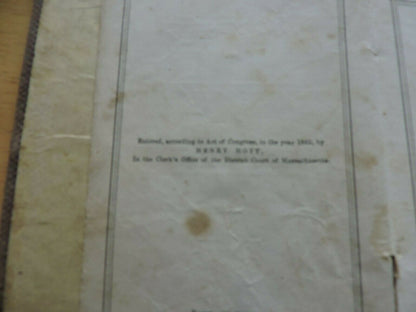 Entered, according to Act of Congress, in the year 1862, by
HENRY HOYT,
In the Clerk's Office of the District Court of Massachusetts.